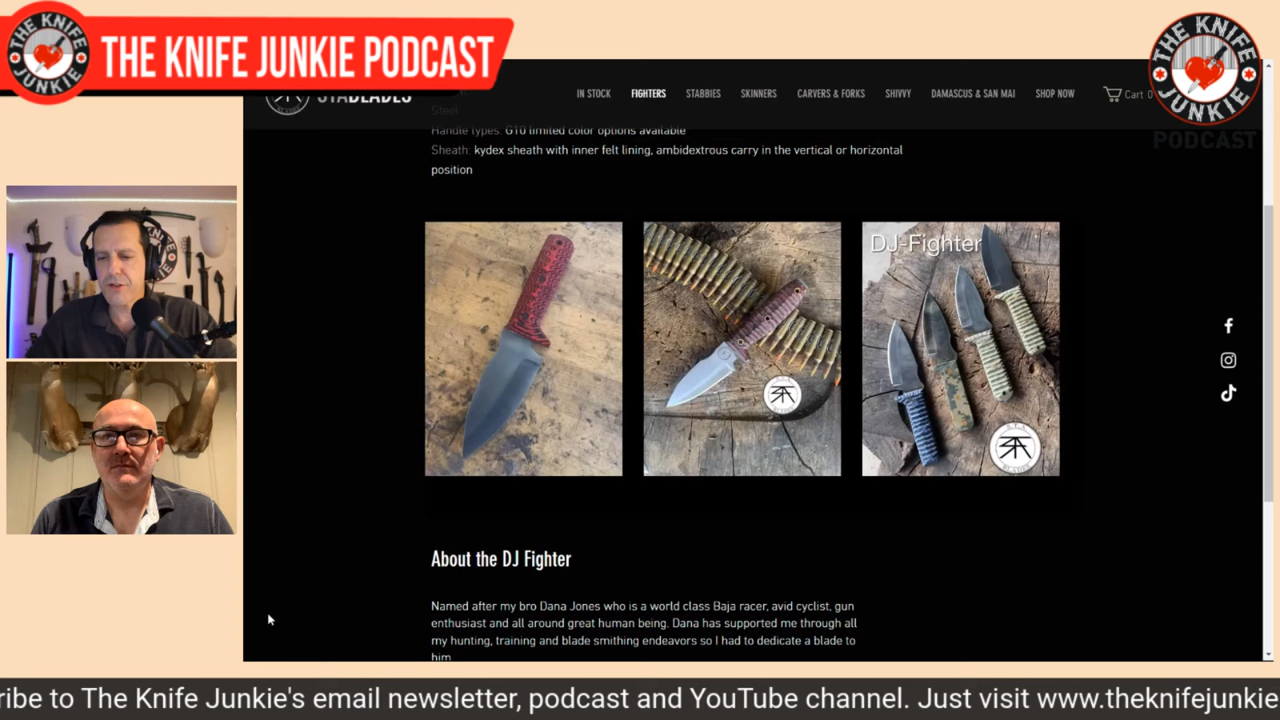 THE KNIFE JUNKIE
THE KNIFE JUNKIE PODCAST
THE KNIFE JUNKIE
PODCAST
STABLADES
IN STOCK FIGHTERS STABBIES SKINNERS CARVERS & FORKS SHIVVY DAMASCUS & SAN MAI SHOP NOW Cart 0
Steel
Handle types: G10 limited color options available
Sheath: kydex sheath with inner felt lining, ambidextrous carry in the vertical or horizontal
position
DJ-Fighter
About the DJ Fighter
Named after my bro Dana Jones who is a world class Baja racer, avid cyclist, gun
enthusiast and all around great human being. Dana has supported me through all
my hunting, training and blade smithing endeavors so I had to dedicate a blade to
him
ribe to The Knife Junkie's email newsletter, podcast and YouTube channel. Just visit www.theknifejunkie